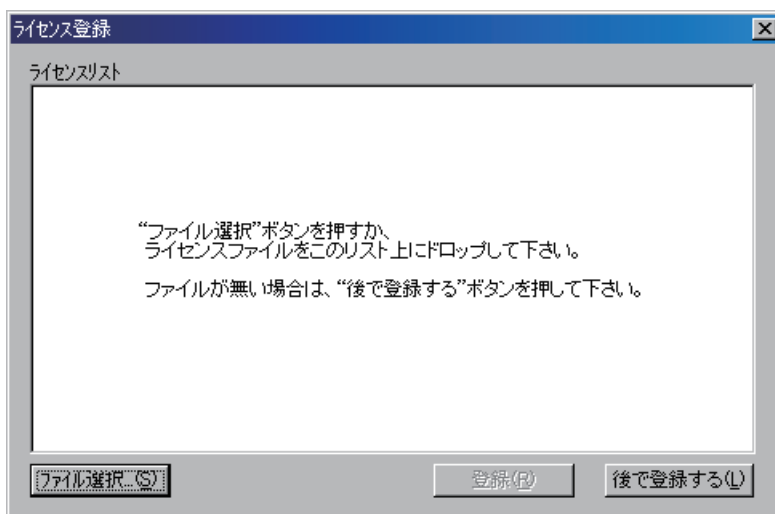 ライセンス登録
ライセンスリスト
“ファイル選択”ボタンを押すか、
ライセンスファイルをこのリスト上にドロップして下さい。
ファイルが無い場合は、“後で登録する”ボタンを押して下さい。
ファイル選択...(S)
登録(R)
後で登録する(L)